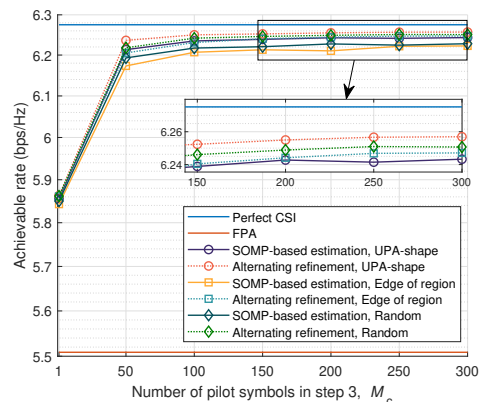 6.3
6.2
6.1
6
5.9
5.8
5.7
5.6
5.5
Achievable rate (bps/Hz)
6.26
6.24
150
200
250
300
Perfect CSI
FPA
SOMP-based estimation, UPA-shape
Alternating refinement, UPA-shape
SOMP-based estimation, Edge of region
Alternating refinement, Edge of region
SOMP-based estimation, Random
Alternating refinement, Random
1
50
100
150
200
250
300
Number of pilot symbols in step 3, M_c